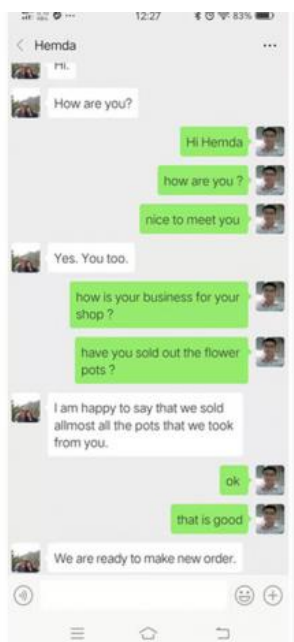 12:27
83%
Hemda
Hi.
How are you?
Hi Hemda
how are you ?
nice to meet you
Yes. You too.
how is your business for your
shop ?
have you sold out the flower
pots ?
I am happy to say that we sold
allmost all the pots that we took
from you.
ok
that is good
We are ready to make new order.